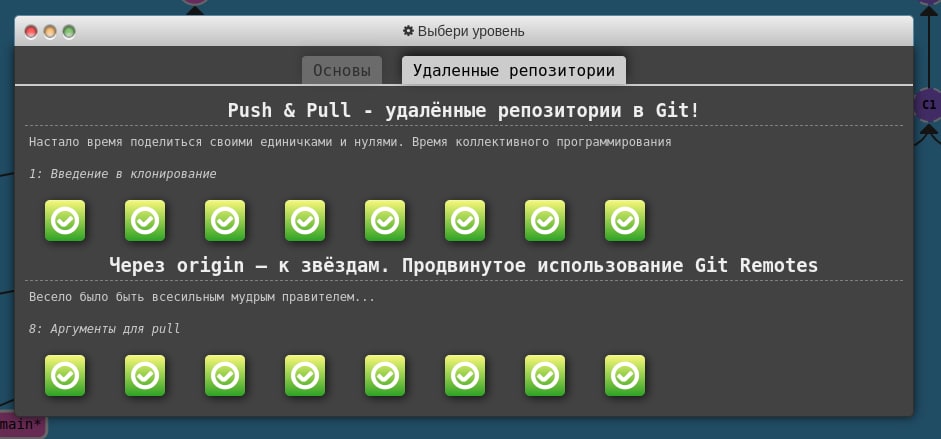 Выбери уровень
Основы
Удаленные репозитории
Push & Pull - удалённые репозитории в Git!
C1
Настало время поделиться своими единичками и нулями. Время коллективного программирования
1: Введение в клонирование
Через origin – к звёздам. Продвинутое использование Git Remotes
Весело было быть всесильным мудрым правителем...
8: Аргументы для pull
main*